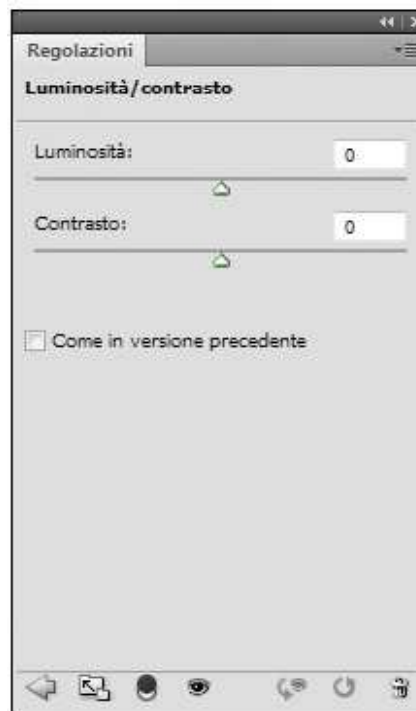 Regolazioni
Luminosità/contrasto
Luminosità: 0
Contrasto: 0
Come in versione precedente